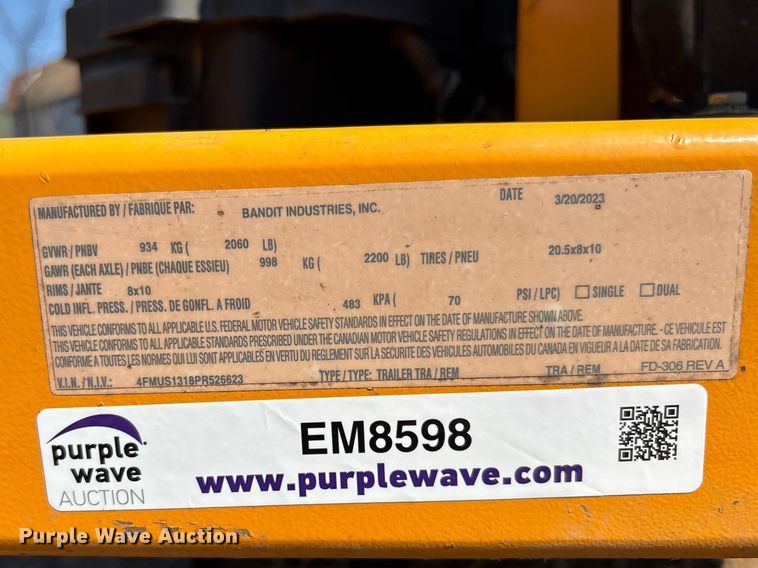 MANUFACTURED BY / FABRIQUE PAR: BANDIT INDUSTRIES, INC. DATE 3/20/2023
GVWR / PNBV 934 KG ( 2060 LB)
GAWR (EACH AXLE) / PNBE (CHAQUE ESSIEU) 998 KG ( 2200 LB) TIRES / PNEU 20.5x8x10
RIMS / JANTE 8x10
COLD INFL. PRESS. / PRESS. DE GONFL. A FROID 483 KPA ( 70 PSI / LPC) SINGLE DUAL
THIS VEHICLE CONFORMS TO ALL APPLICABLE U.S. FEDERAL MOTOR VEHICLE SAFETY STANDARDS IN EFFECT ON THE DATE OF MANUFACTURE SHOWN ABOVE.
THIS VEHICLE CONFORMS TO ALL APPLICABLE STANDARDS PRESCRIBED UNDER THE CANADIAN MOTOR VEHICLE SAFETY REGULATIONS IN EFFECT ON THE DATE OF MANUFACTURE. - CE VEHICULE EST
CONFORME A TOUTES LES NORMES QUI LUI SONT APPLICABLES EN VERTU DU REGLEMENT SUR LA SECURITE DES VEHICULES AUTOMOBILES DU CANADA EN VIGUEUR A LA DATE DE SA FABRICATION.
V.I.N. / N.I.V.: 4FMUS1318PR526623 TYPE / TYPE: TRAILER TRA / REM TRA / REM FD-306 REV A
purple
wave
AUCTION
EM8598
www.purplewave.com
Purple Wave Auction